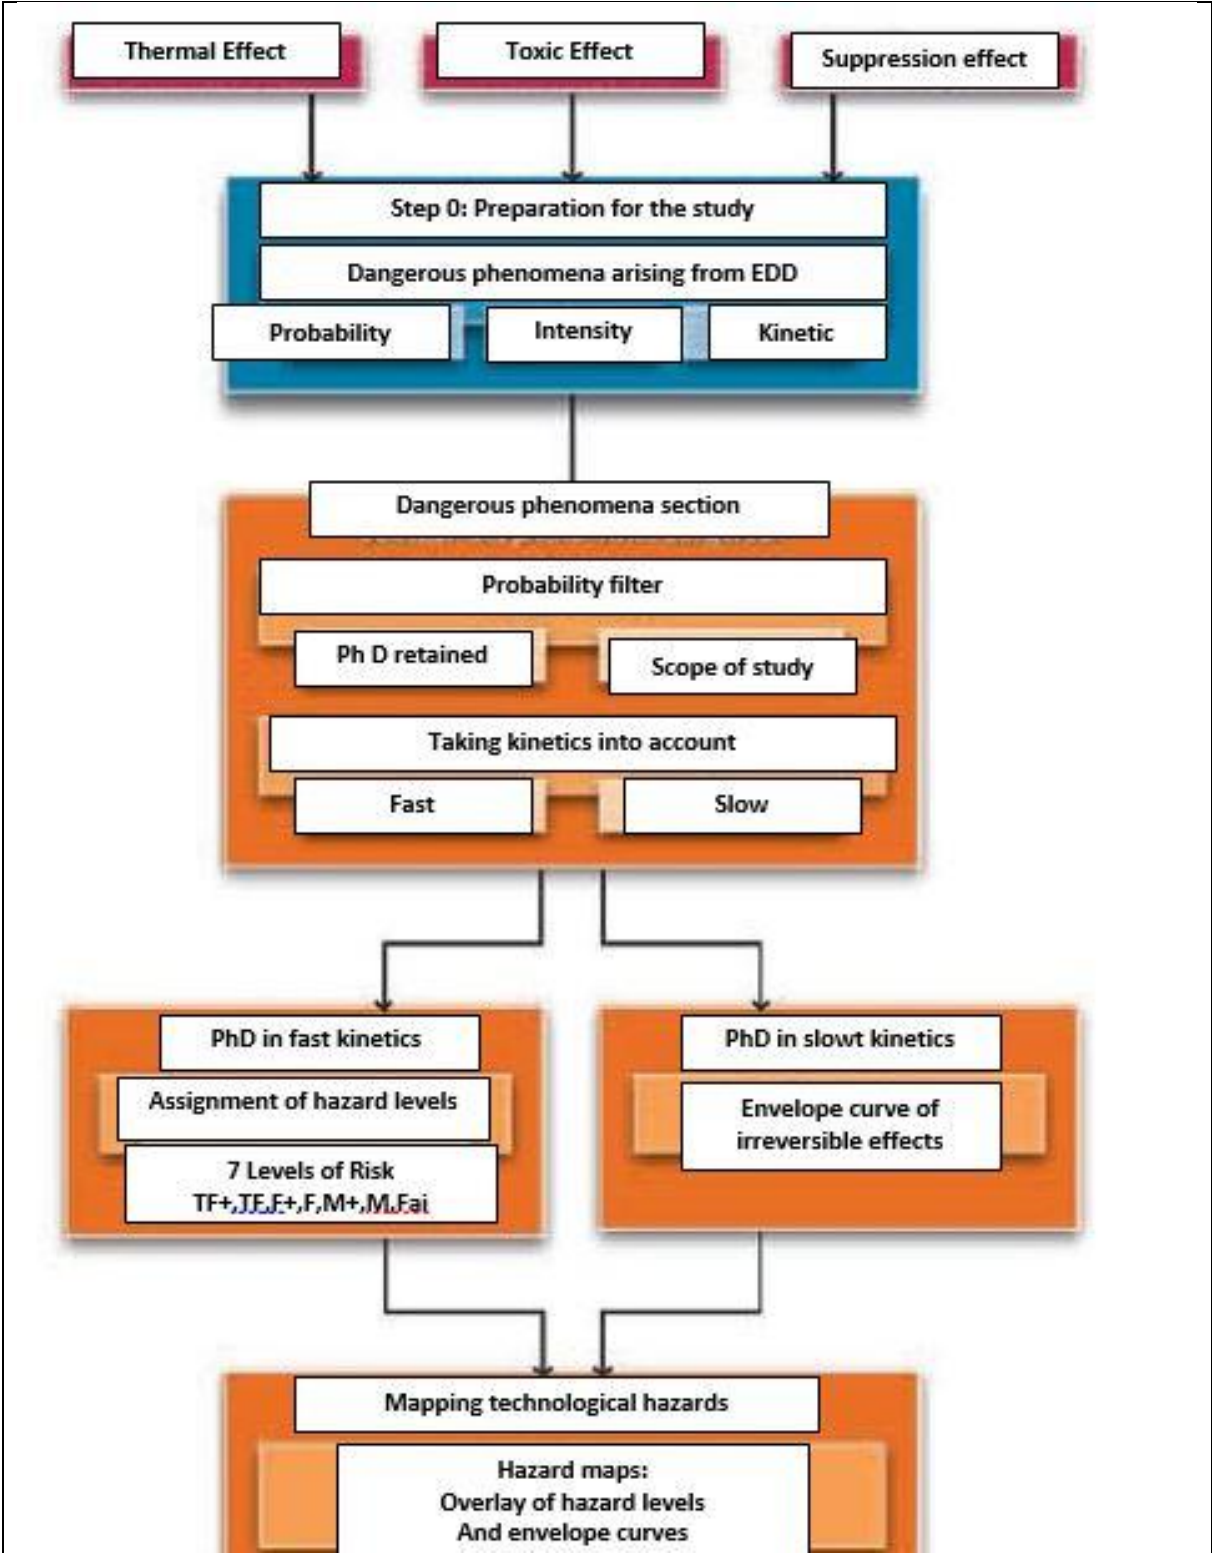 Thermal Effect
Toxic Effect
Suppression effect
Step 0: Preparation for the study
Dangerous phenomena arising from EDD
Probability
Intensity
Kinetic
Dangerous phenomena section
Probability filter
Ph D retained
Scope of study
Taking kinetics into account
Fast
Slow
PhD in fast kinetics
PhD in slowt kinetics
Assignment of hazard levels
Envelope curve of
irreversible effects
7 Levels of Risk
TF+,TF,F+,F,M+,M,Fai
Mapping technological hazards
Hazard maps:
Overlay of hazard levels
And envelope curves